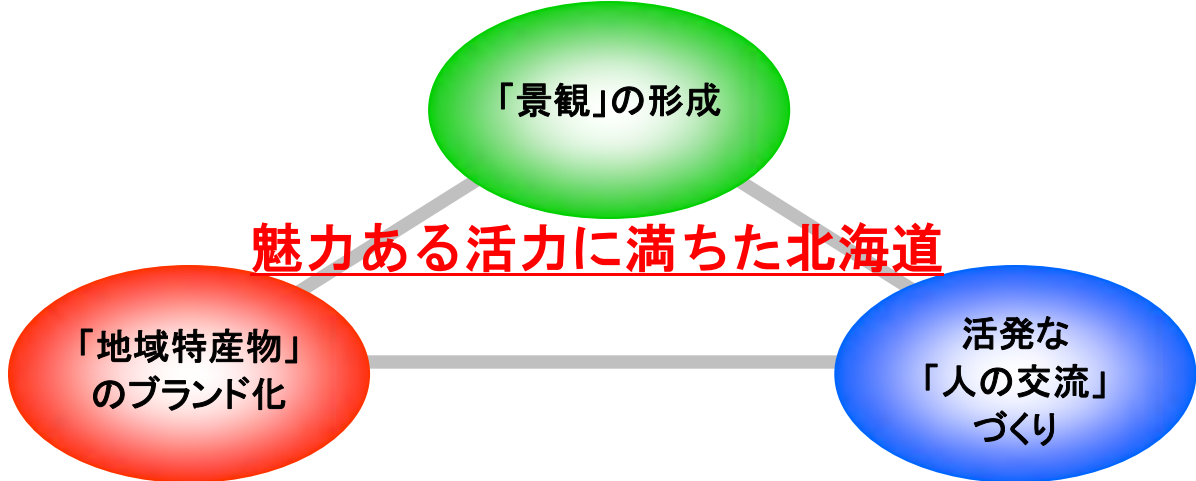 「景観」の形成
魅力ある活力に満ちた北海道
「地域特産物」
のブランド化
活発な
「人の交流」
づくり